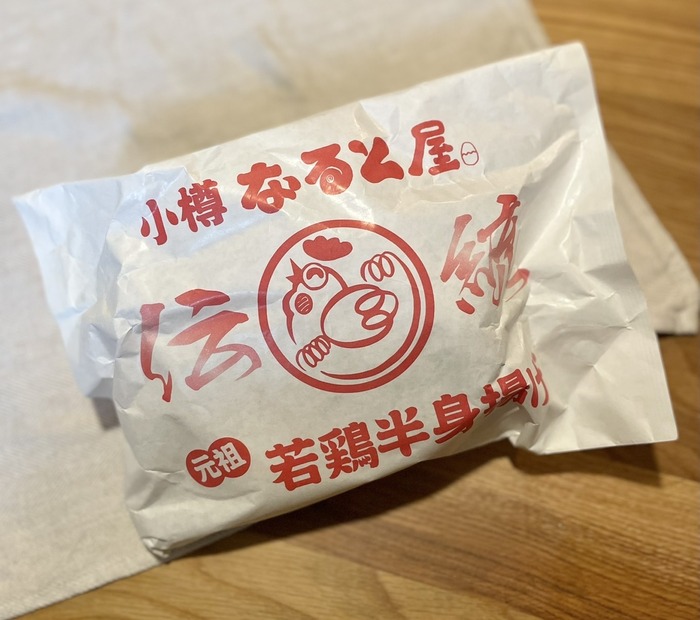 小樽 なると屋
伝統
元祖 若鶏半身揚げ